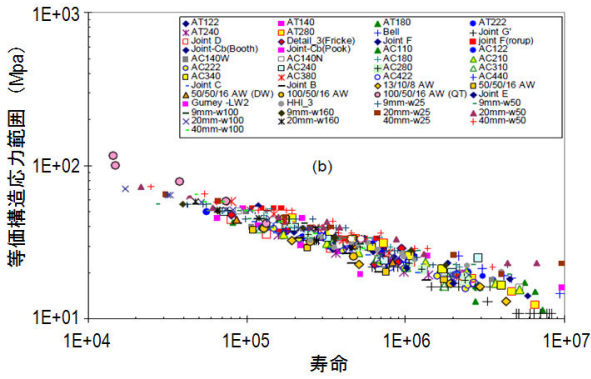 等価構造応力範囲 (Mpa)
1E+03
1E+02
1E+01
AT122 AT140 AT180 AT222
AT240 AT280 Bell Joint G'
Joint D Detail_3(Fricke) Joint F joint F(rorup)
Joint-Cb(Booth) Joint-Cb(Pook) AC110 AC122
AC140W AC140N AC180 AC210
AC222 AC240 AC280 AC310
AC340 AC380 AC422 AC440
Joint C Joint B 13/10/8 AW 50/50/16 AW
50/50/16 AW (DW) 100/50/16 AW 100/50/16 AW (QT) Joint E
Gurney -LW2 HHI_3 9mm-w25 9mm-w50
9mm-w100 9mm-w160 20mm-w25 20mm-w50
20mm-w100 20mm-w160 40mm-w25 40mm-w50
40mm-w100
(b)
1E+04 1E+05 1E+06 1E+07
寿命